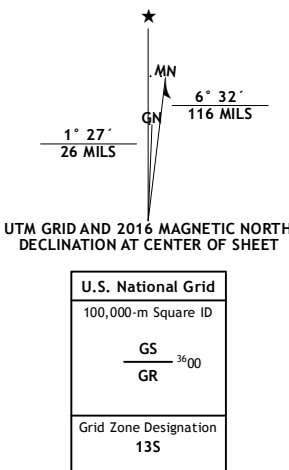 ★
MN
GN
6° 32´
116 MILS
1° 27´
26 MILS
UTM GRID AND 2016 MAGNETIC NORTH
DECLINATION AT CENTER OF SHEET
U.S. National Grid
100,000-m Square ID
GS
3600
GR
Grid Zone Designation
13S